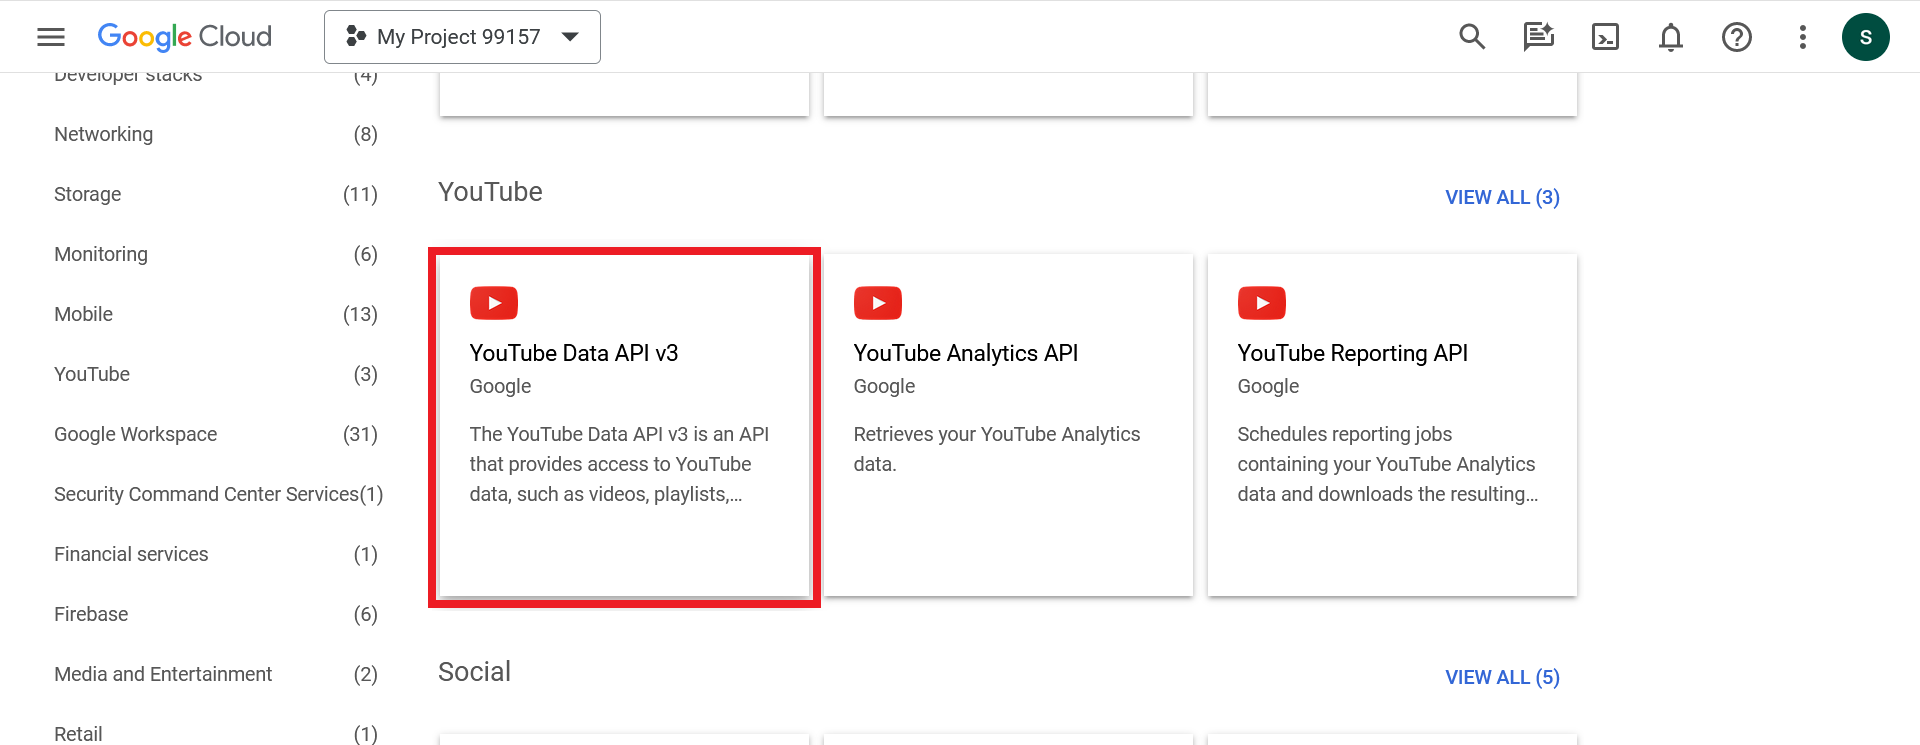 Google Cloud
My Project 99157
S
Developer stacks (4)
Networking (8)
Storage (11)
Monitoring (6)
Mobile (13)
YouTube (3)
Google Workspace (31)
Security Command Center Services(1)
Financial services (1)
Firebase (6)
Media and Entertainment (2)
Retail (1)
YouTube
VIEW ALL (3)
YouTube Data API v3
Google
The YouTube Data API v3 is an API
that provides access to YouTube
data, such as videos, playlists,...
YouTube Analytics API
Google
Retrieves your YouTube Analytics
data.
YouTube Reporting API
Google
Schedules reporting jobs
containing your YouTube Analytics
data and downloads the resulting...
Social
VIEW ALL (5)